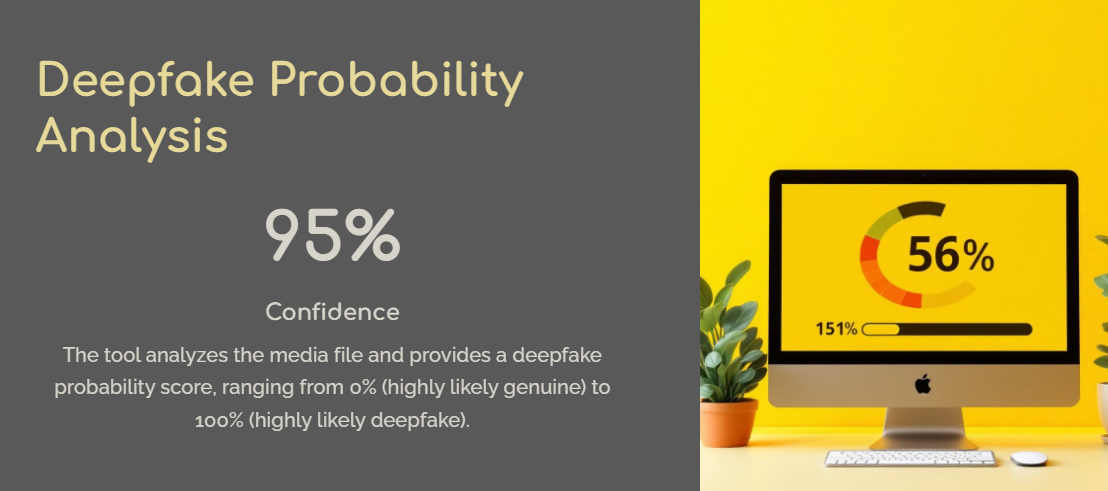 Deepfake Probability
Analysis
95%
Confidence
The tool analyzes the media file and provides a deepfake
probability score, ranging from 0% (highly likely genuine) to
100% (highly likely deepfake).
56%
151%